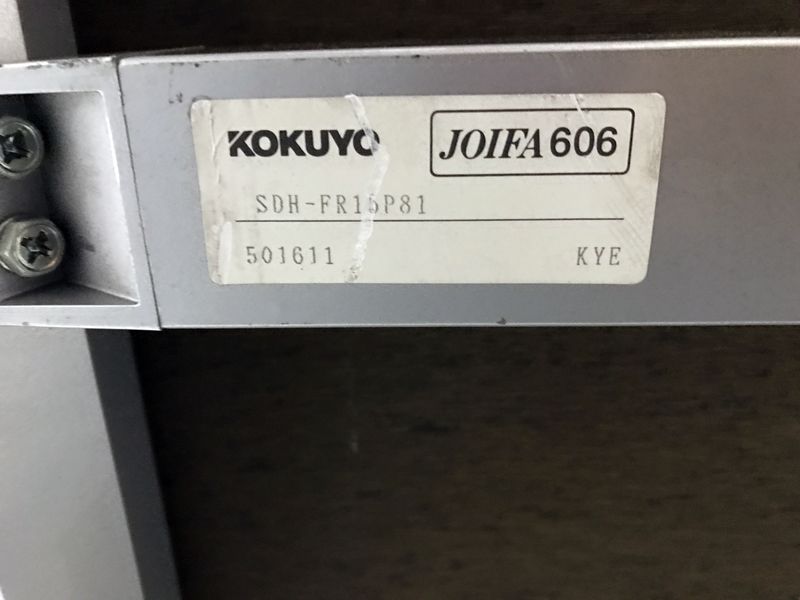 KOKUYO
JOIFA 606
SDH-FR15P81
501611 KYE